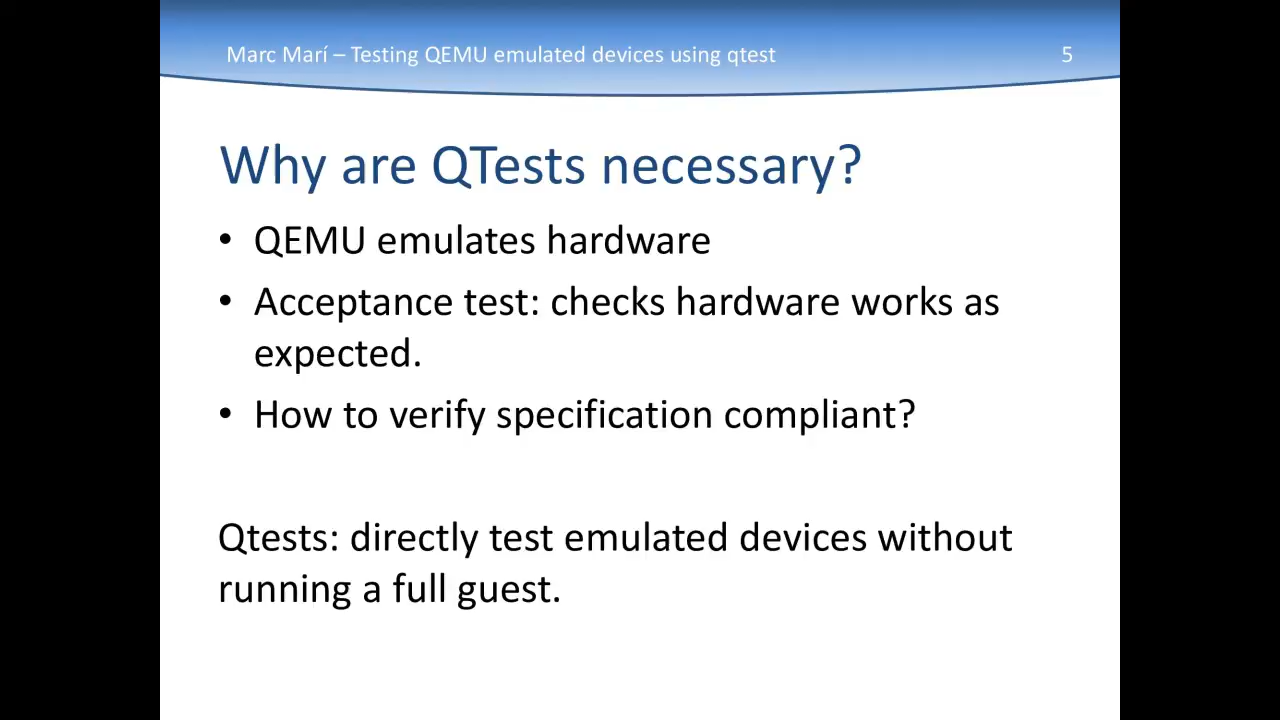 Marc Marí – Testing QEMU emulated devices using qtest 5
Why are QTests necessary?
• QEMU emulates hardware
• Acceptance test: checks hardware works as
expected.
• How to verify specification compliant?
Qtests: directly test emulated devices without
running a full guest.